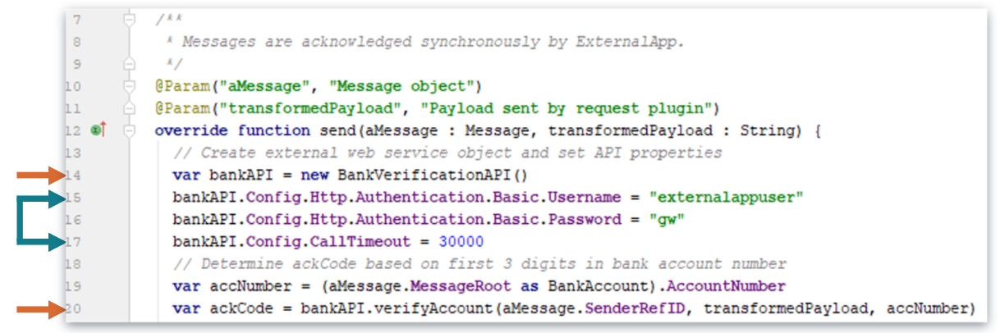 7 /**
8 * Messages are acknowledged synchronously by ExternalApp.
9 */
10 @Param("aMessage", "Message object")
11 @Param("transformedPayload", "Payload sent by request plugin")
12 override function send(aMessage : Message, transformedPayload : String) {
13 // Create external web service object and set API properties
14 var bankAPI = new BankVerificationAPI()
15 bankAPI.Config.Http.Authentication.Basic.Username = "externalappuser"
16 bankAPI.Config.Http.Authentication.Basic.Password = "gw"
17 bankAPI.Config.CallTimeout = 30000
18 // Determine ackCode based on first 3 digits in bank account number
19 var accNumber = (aMessage.MessageRoot as BankAccount).AccountNumber
20 var ackCode = bankAPI.verifyAccount(aMessage.SenderRefID, transformedPayload, accNumber)